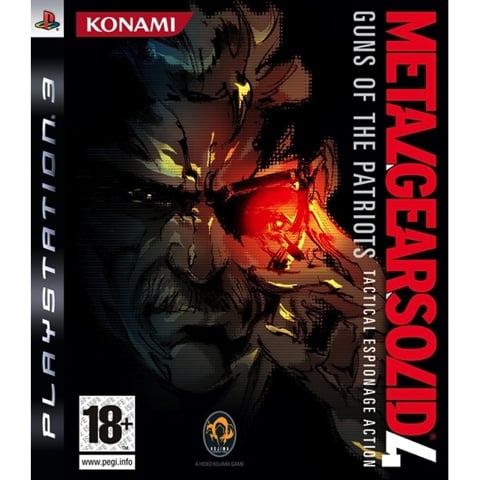 KONAMI
METAL GEAR SOLID 4
GUNS OF THE PATRIOTS
TACTICAL ESPIONAGE ACTION
PLAYSTATION 3
18+
www.pegi.info
KOJIMA
A HIDEO KOJIMA GAME